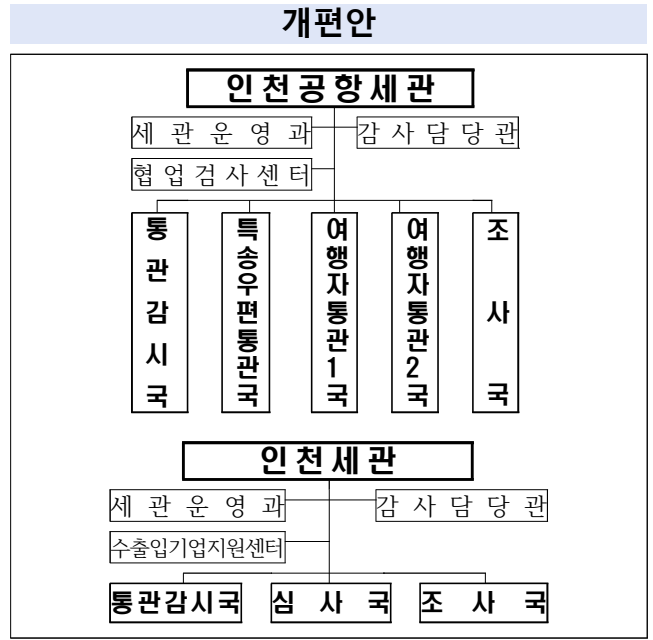 개편안
인천공항세관
세관운영과 감사담당관
협업검사센터
통관감시국
특송우편통관국
여행자통관1국
여행자통관2국
조사국
인천세관
세관운영과 감사담당관
수출입기업지원센터
통관감시국 심사국 조사국